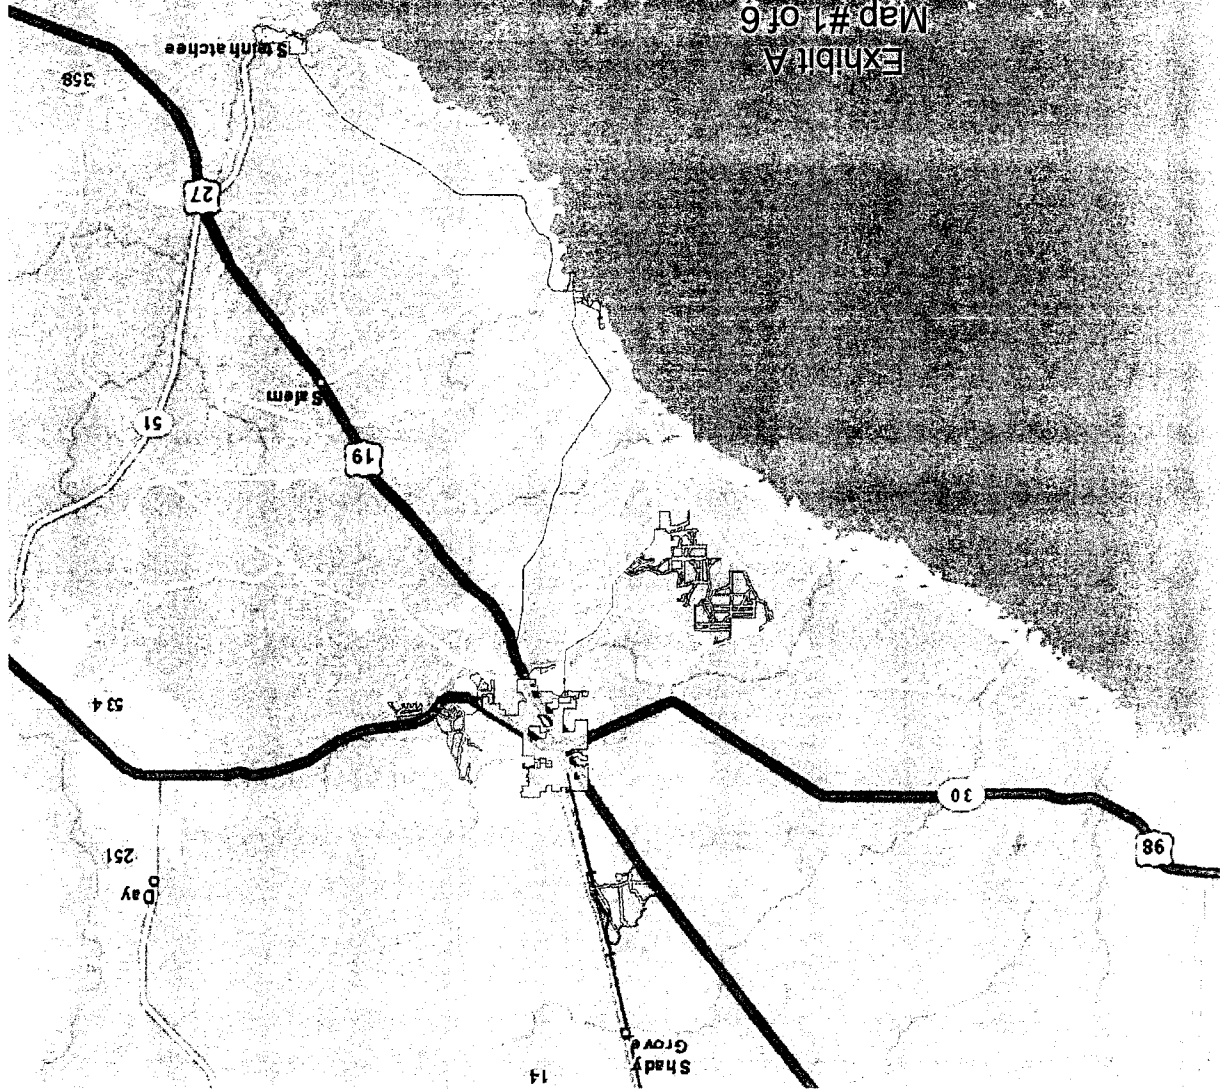 14
Shady
Grove
Day
251
98
30
53 4
19
51
Salem
27
358
Exhibit A
Map #1 of 6
Steinhatchee